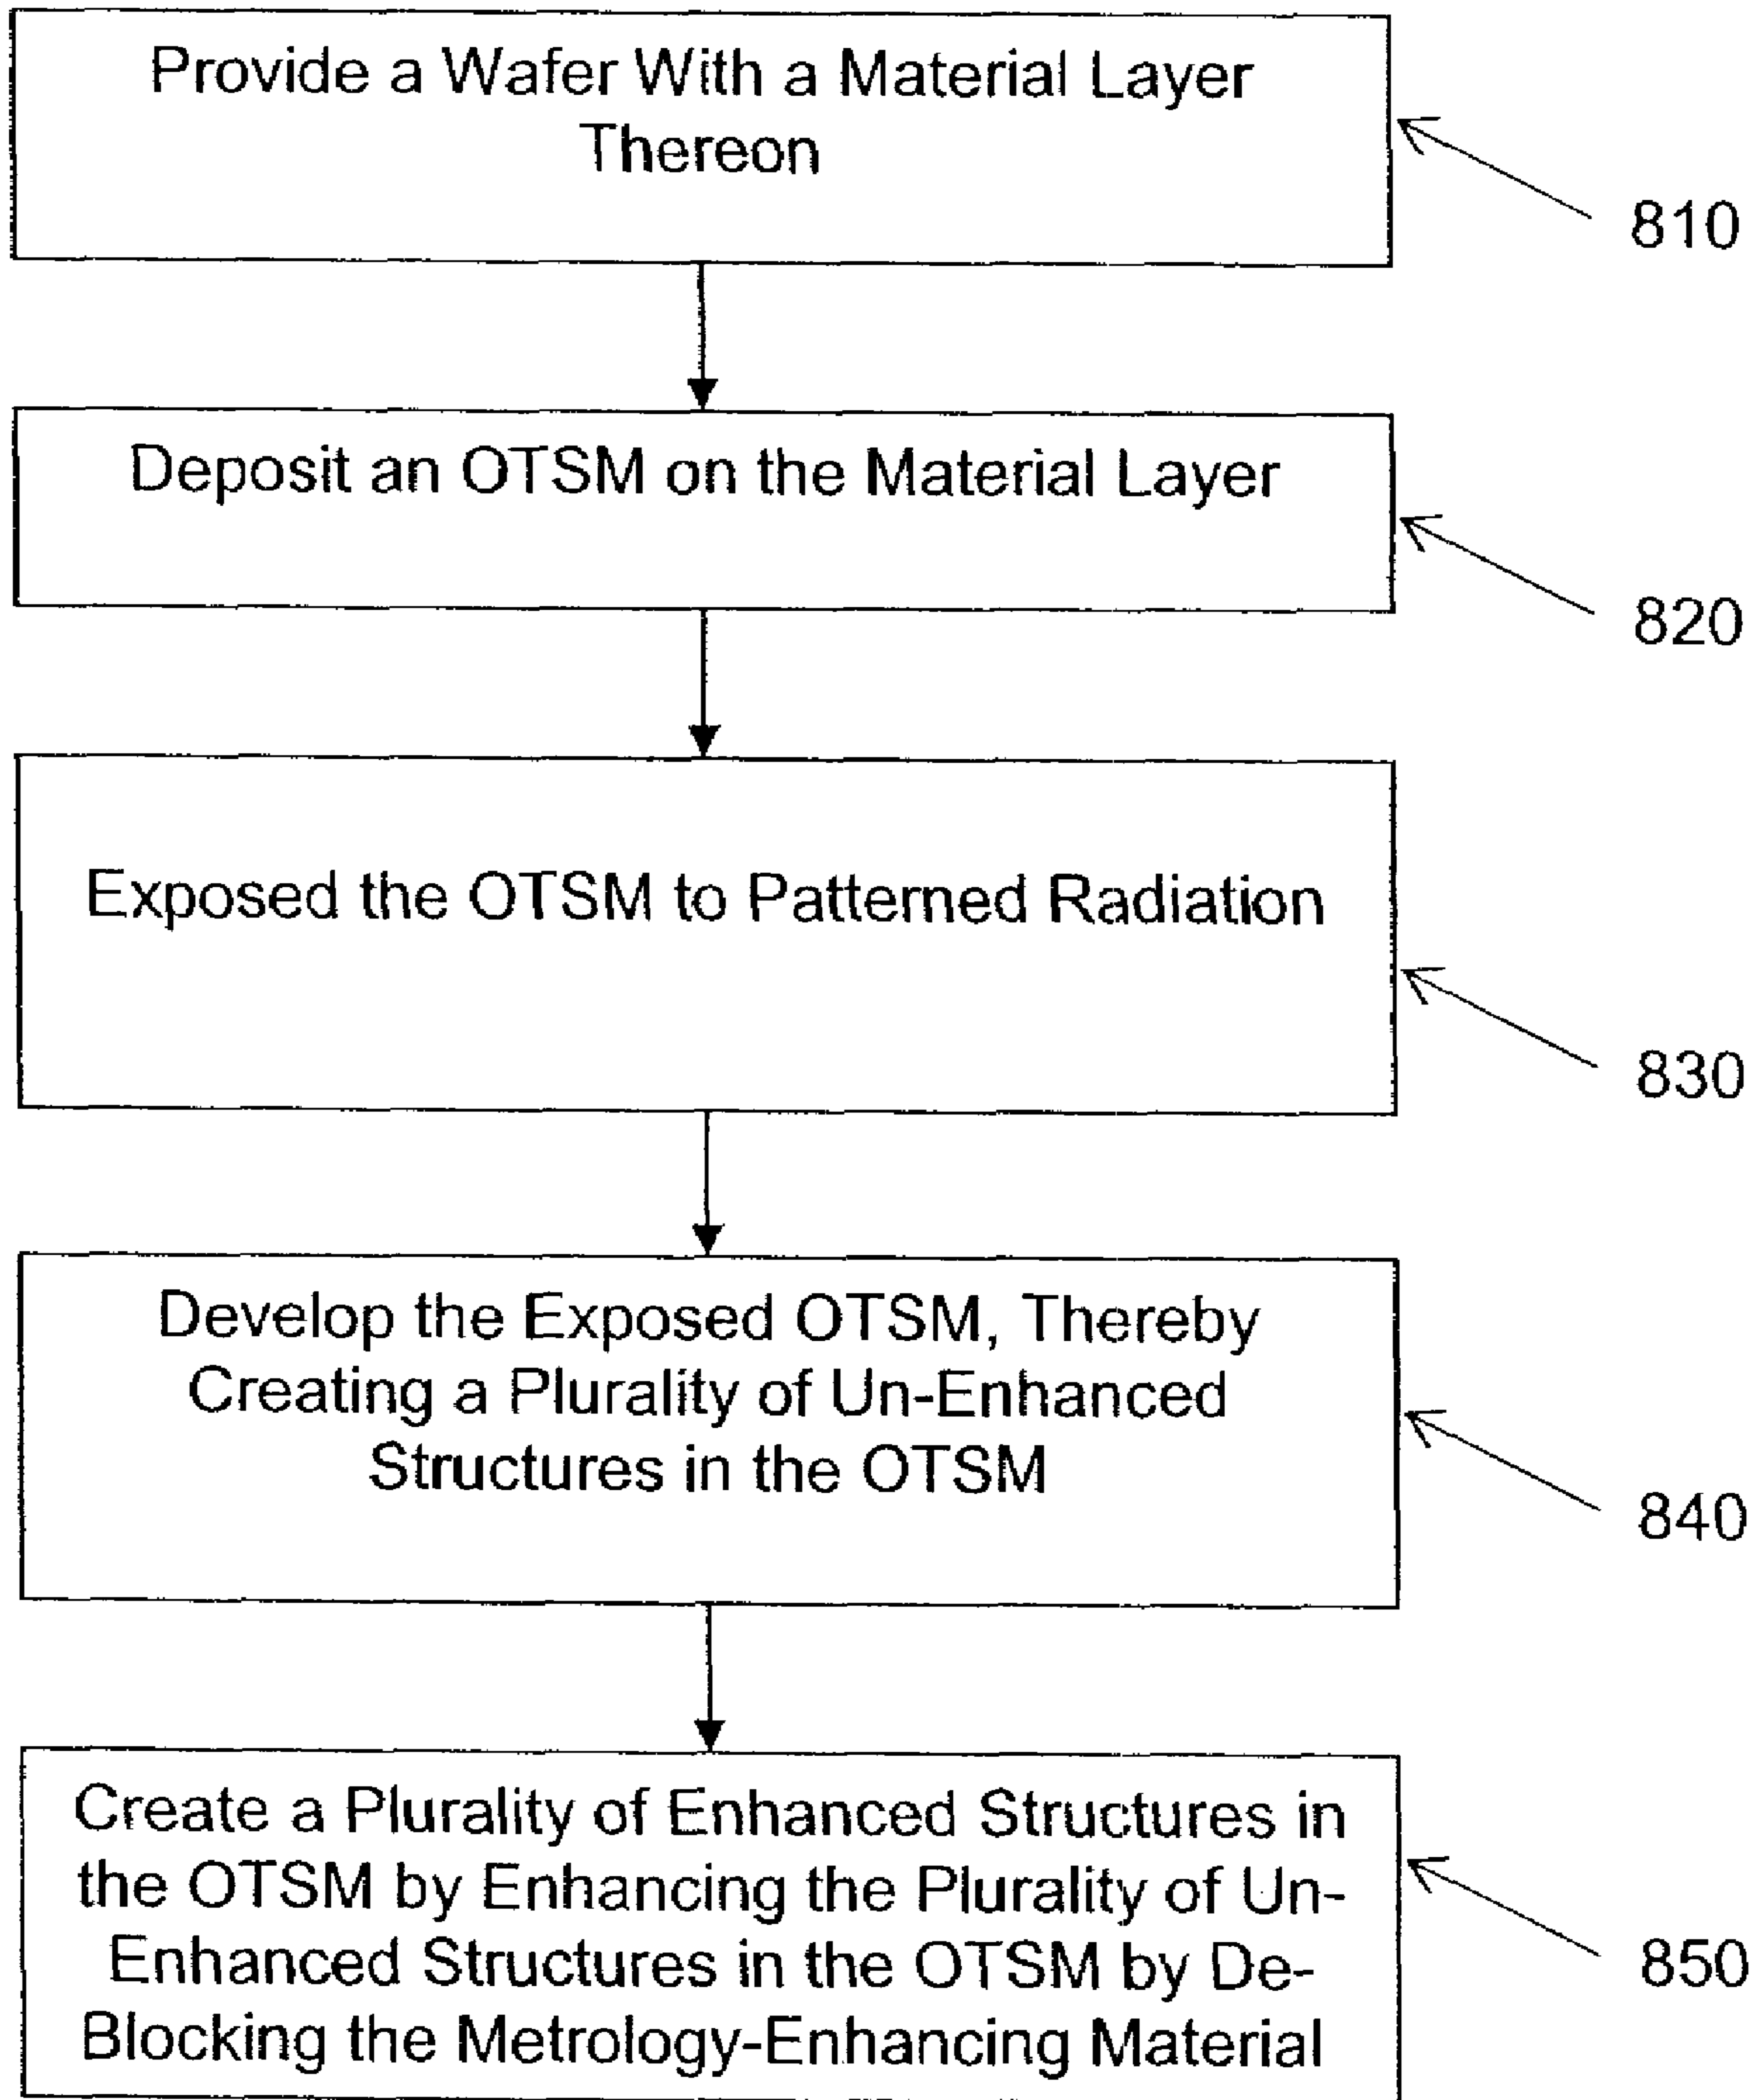 Provide a Wafer With a Material Layer
Thereon
810
Deposit an OTSM on the Material Layer
820
Exposed the OTSM to Patterned Radiation
830
Develop the Exposed OTSM, Thereby
Creating a Plurality of Un-Enhanced
Structures in the OTSM
840
Create a Plurality of Enhanced Structures in
the OTSM by Enhancing the Plurality of Un-
Enhanced Structures in the OTSM by De-
Blocking the Metrology-Enhancing Material
850